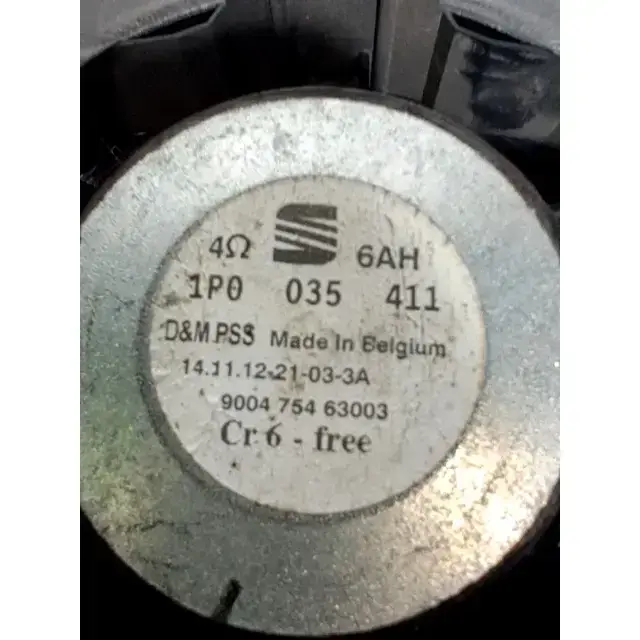 4Ω 6AH
1P0 035 411
D&M PSS Made In Belgium
14.11.12-21-03-3A
9004 754 63003
Cr 6 - free